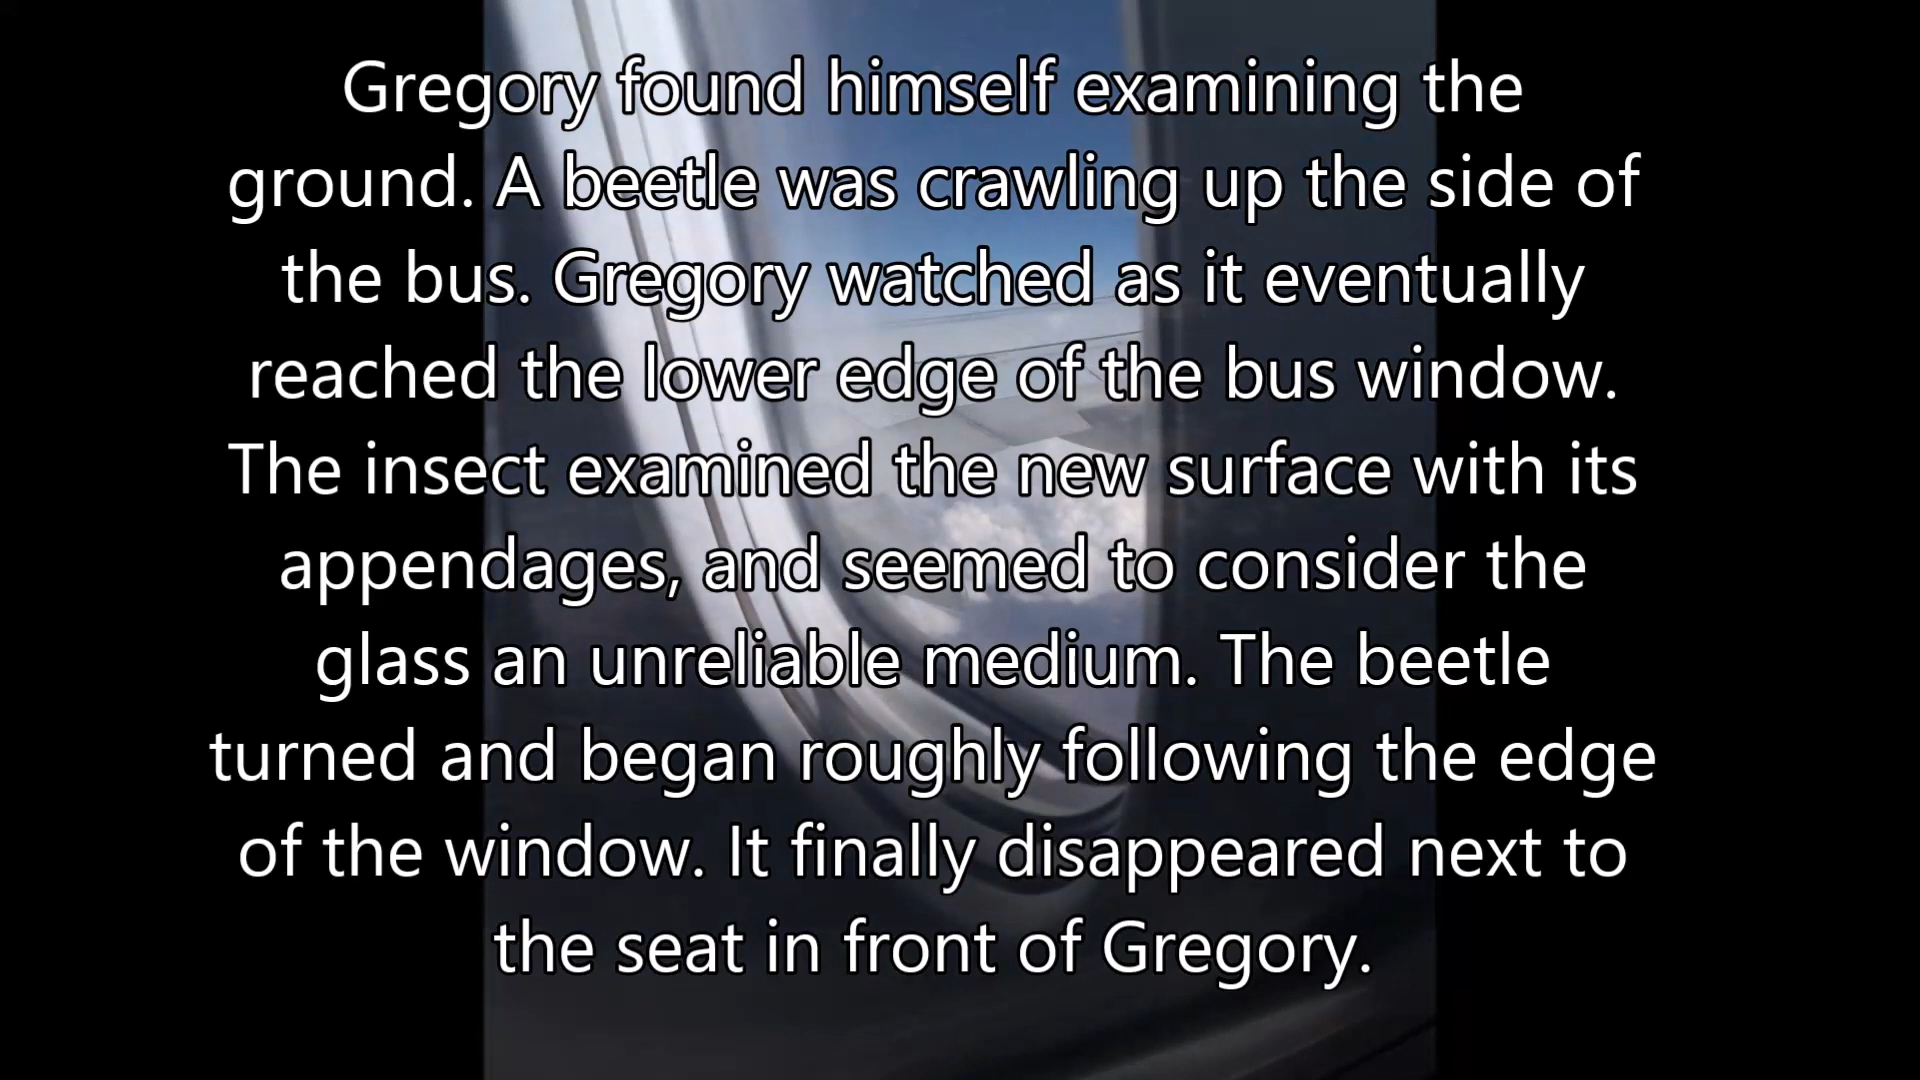 Gregory found himself examining the
ground. A beetle was crawling up the side of
the bus. Gregory watched as it eventually
reached the lower edge of the bus window.
The insect examined the new surface with its
appendages, and seemed to consider the
glass an unreliable medium. The beetle
turned and began roughly following the edge
of the window. It finally disappeared next to
the seat in front of Gregory.